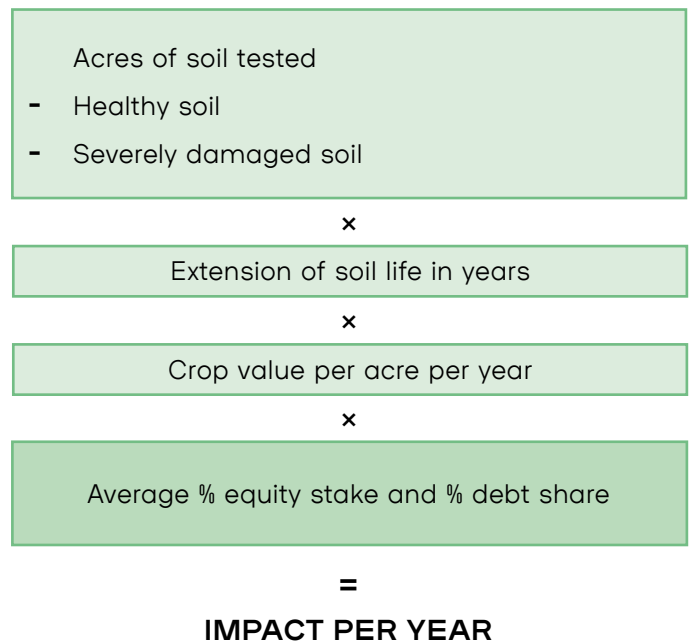 Acres of soil tested
- Healthy soil
- Severely damaged soil
×
Extension of soil life in years
×
Crop value per acre per year
×
Average % equity stake and % debt share
=
IMPACT PER YEAR